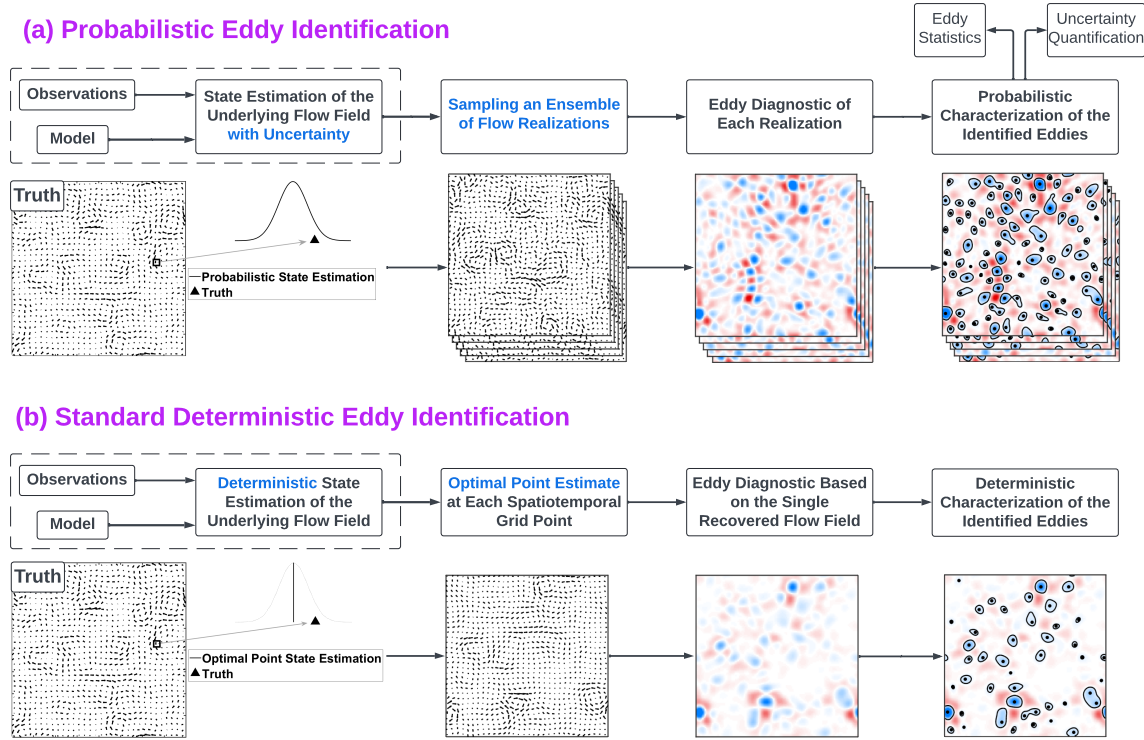 (a) Probabilistic Eddy Identification
Eddy
Statistics
Uncertainty
Quantification
Observations
Model
State Estimation of the
Underlying Flow Field
with Uncertainty
Sampling an Ensemble
of Flow Realizations
Eddy Diagnostic of
Each Realization
Probabilistic
Characterization of the
Identified Eddies
Truth
Probabilistic State Estimation
Truth
(b) Standard Deterministic Eddy Identification
Observations
Model
Deterministic State
Estimation of the
Underlying Flow Field
Optimal Point Estimate
at Each Spatiotemporal
Grid Point
Eddy Diagnostic Based
on the Single
Recovered Flow Field
Deterministic
Characterization of the
Identified Eddies
Truth
Optimal Point State Estimation
Truth